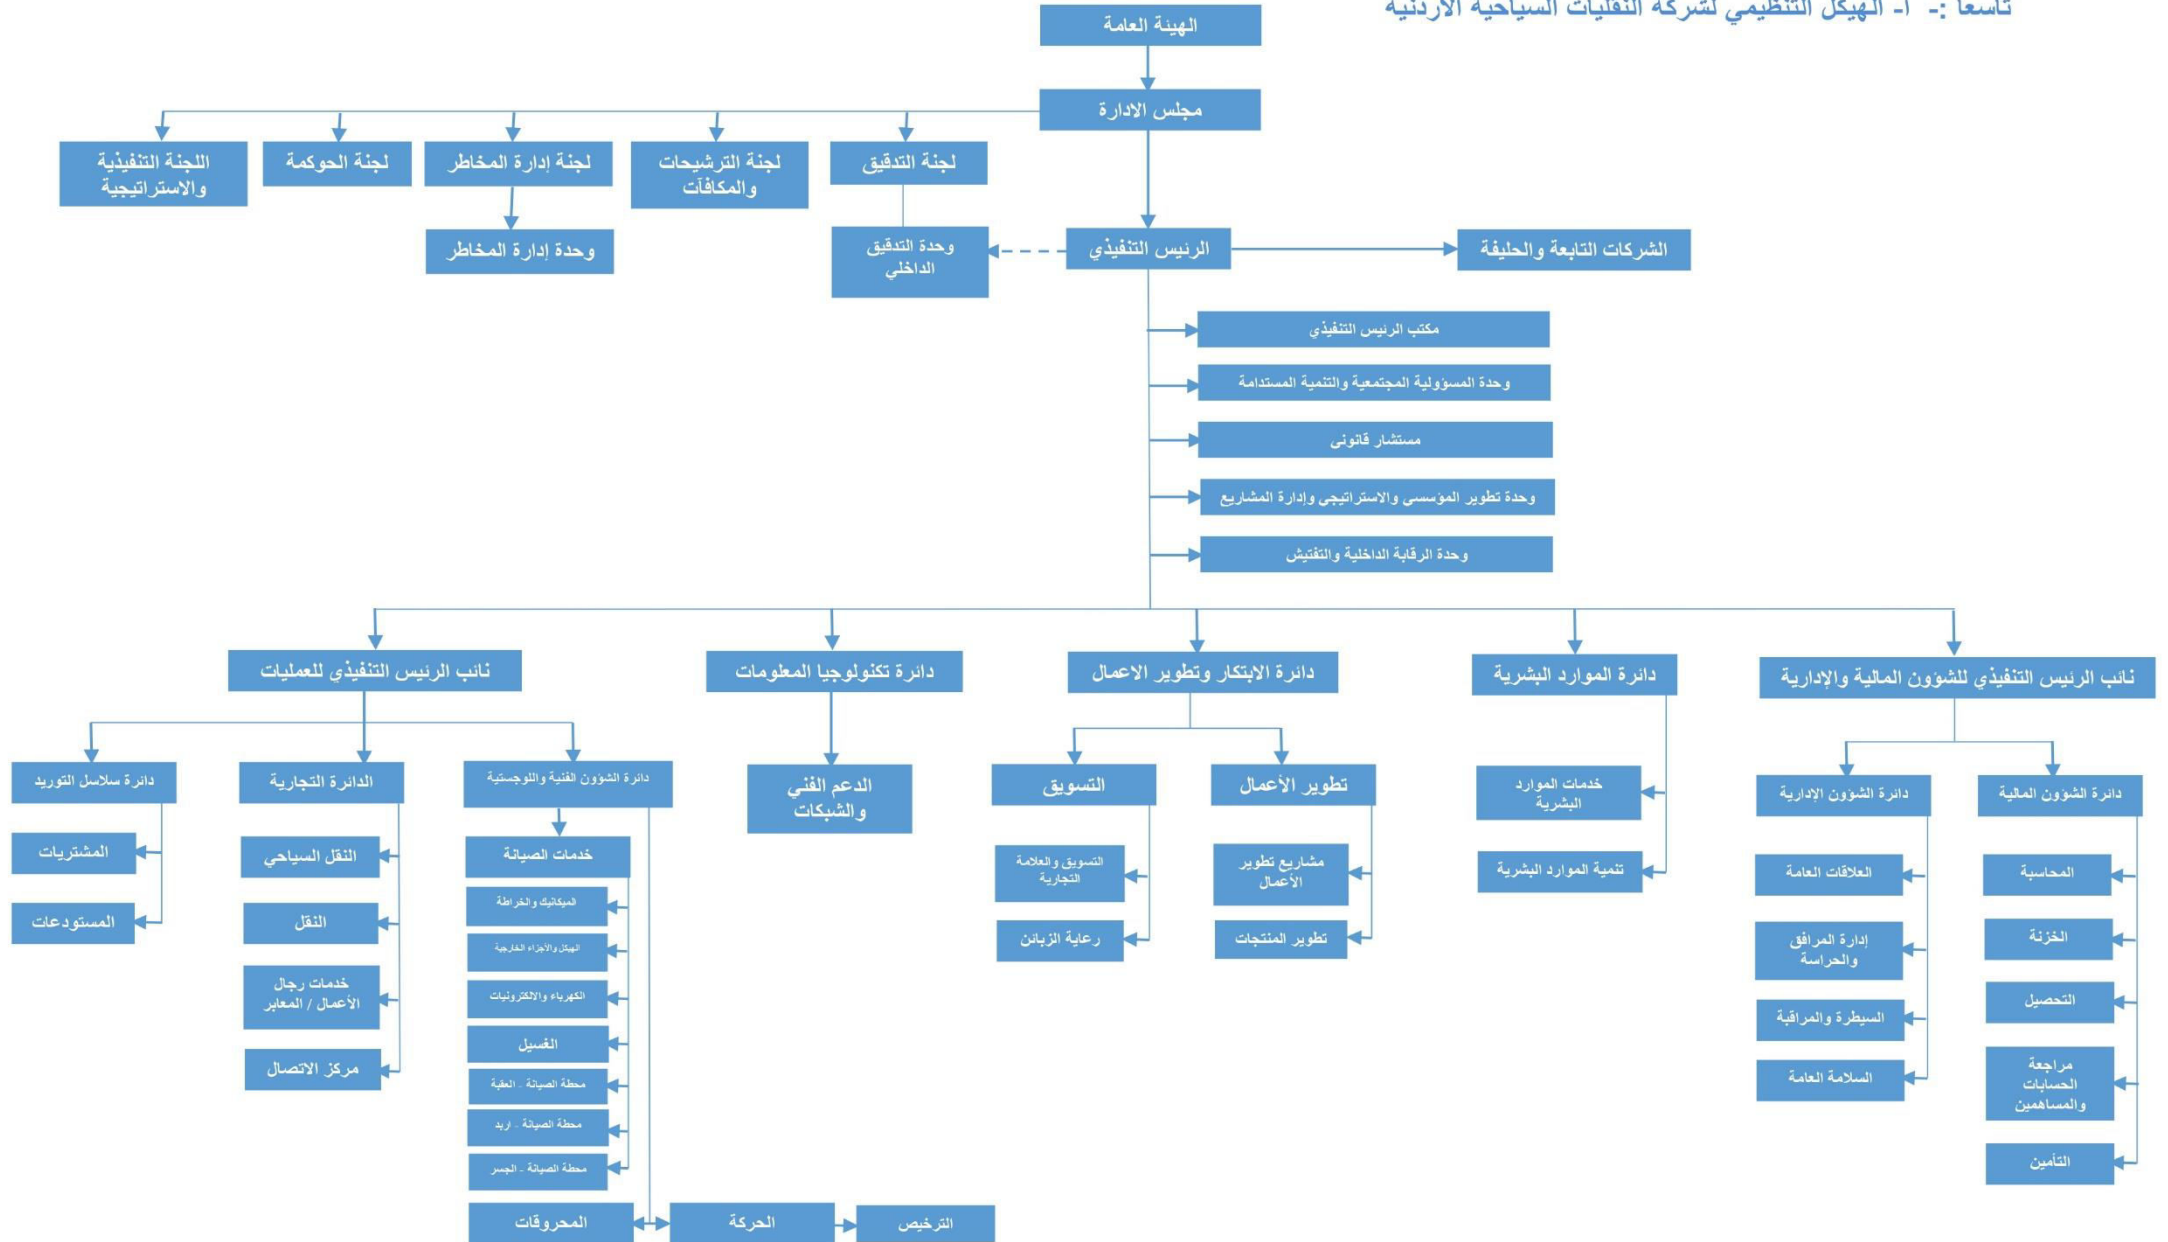 تاسعا :- أ- الهيكل التنظيمي لشركة النقليات السياحية الأردنية
الهيئة العامة
مجلس الادارة
لجنة التدقيق
لجنة الترشيحات
والمكافآت
لجنة إدارة المخاطر
لجنة الحوكمة
اللجنة التنفيذية
والاستراتيجية
الشركات التابعة والحليفة
الرئيس التنفيذي
وحدة التدقيق
الداخلي
وحدة إدارة المخاطر
مكتب الرئيس التنفيذي
وحدة المسؤولية المجتمعية والتنمية المستدامة
مستشار قانونى
وحدة تطوير المؤسسي والاستراتيجي وإدارة المشاريع
وحدة الرقابة الداخلية والتفتيش
نائب الرئيس التنفيذي للشؤون المالية والإدارية
دائرة الموارد البشرية
دائرة الابتكار وتطوير الاعمال
دائرة تكنولوجيا المعلومات
نائب الرئيس التنفيذي للعمليات
دائرة الشؤون المالية
المحاسبة
الخزنة
التحصيل
مراجعة
الحسابات
والمساهمين
التأمين
دائرة الشؤون الإدارية
العلاقات العامة
إدارة المرافق
والحراسة
السيطرة والمراقبة
السلامة العامة
خدمات الموارد
البشرية
تنمية الموارد البشرية
تطوير الأعمال
مشاريع تطوير
الأعمال
تطوير المنتجات
التسويق
التسويق والعلامة
التجارية
رعاية الزبائن
الدعم الفني
والشبكات
دائرة الشؤون الفنية واللوجستية
خدمات الصيانة
الميكانيك والخراطة
الهيكل والأجزاء الخارجية
الكهرباء والالكترونيات
الغسيل
محطة الصيانة - العقبة
محطة الصيانة - اربد
محطة الصيانة - الجسر
المحروقات
الحركة
الترخيص
الدائرة التجارية
النقل السياحي
النقل
خدمات رجال
الأعمال / المعابر
مركز الاتصال
دائرة سلاسل التوريد
المشتريات
المستودعات